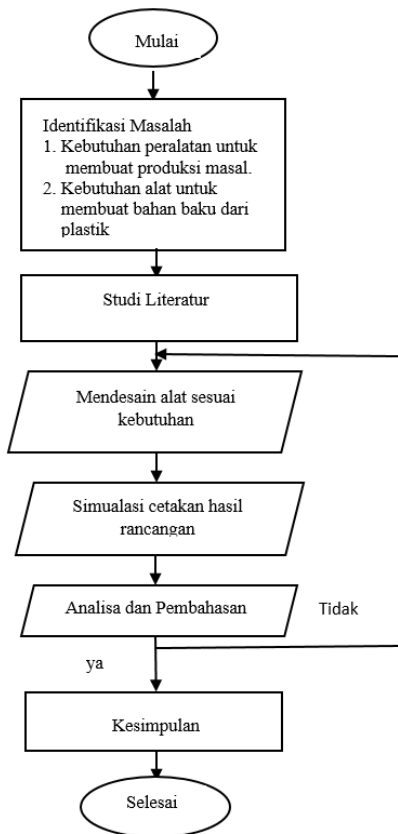 Mulai
Identifikasi Masalah
1. Kebutuhan peralatan untuk
membuat produksi masal.
2. Kebutuhan alat untuk
membuat bahan baku dari
plastik
Studi Literatur
Mendesain alat sesuai
kebutuhan
Simualasi cetakan hasil
rancangan
Analisa dan Pembahasan
Tidak
ya
Kesimpulan
Selesai